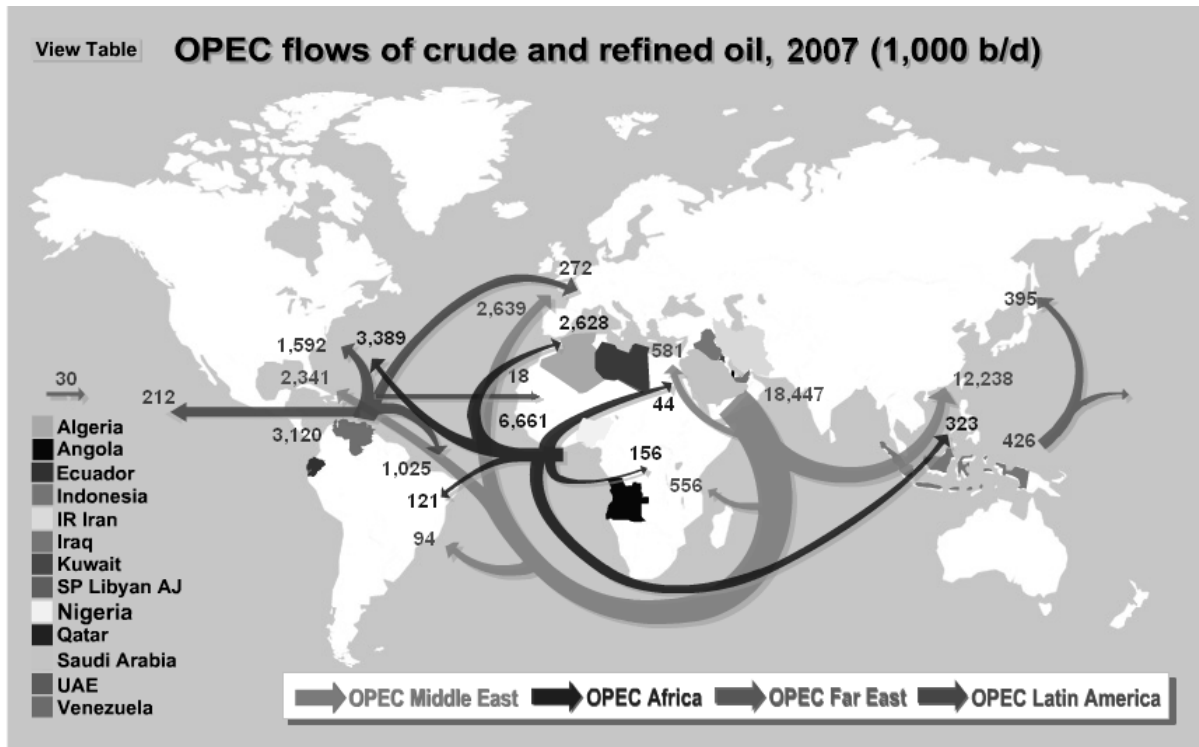 View Table
OPEC flows of crude and refined oil, 2007 (1,000 b/d)
272
2,639
395
2,628
3,389
1,592
581
2,341
18
12,238
30
18,447
212
44
6,661
323
3,120
426
1,025
156
121
556
94
Algeria
Angola
Ecuador
Indonesia
IR Iran
Iraq
Kuwait
SP Libyan AJ
Nigeria
Qatar
Saudi Arabia
UAE
Venezuela
OPEC Middle East OPEC Africa OPEC Far East OPEC Latin America